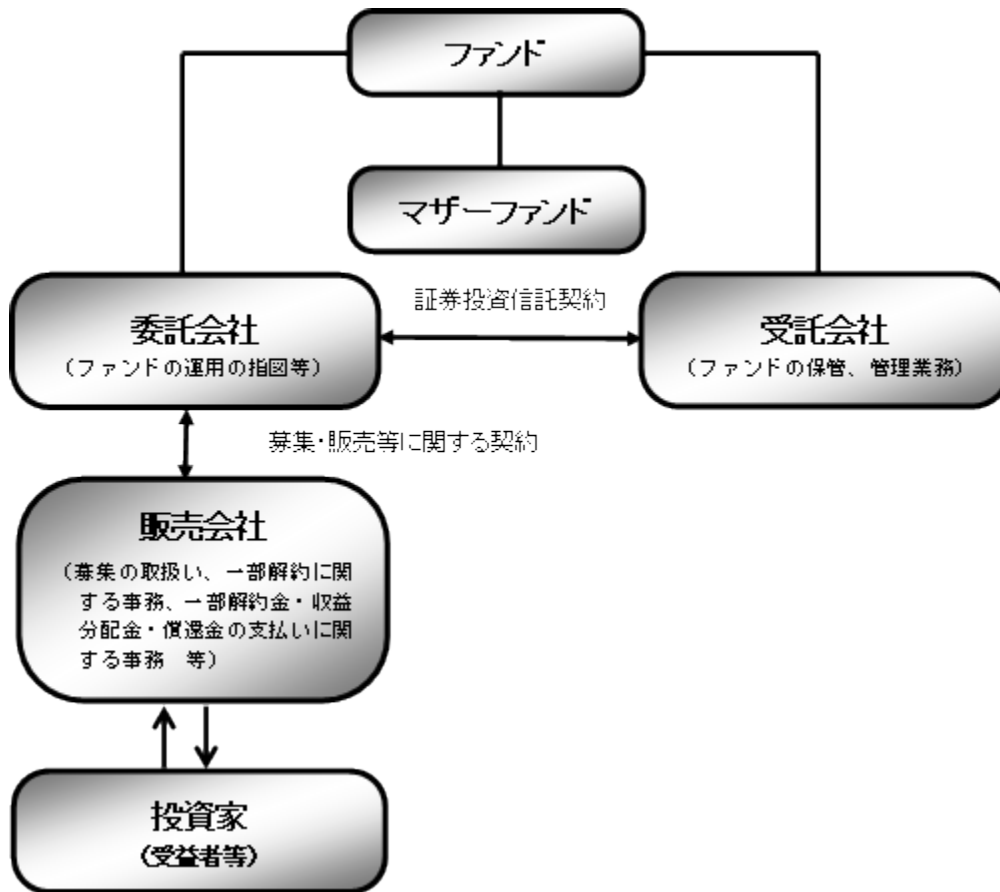 ファンド
マザーファンド
証券投資信託契約
委託会社
（ファンドの運用の指図等）
受託会社
（ファンドの保管、管理業務）
募集・販売等に関する契約
販売会社
（募集の取扱い、一部解約に関
する事務、一部解約金・収益
分配金・償還金の支払いに関
する事務　等）
投資家
（受益者等）